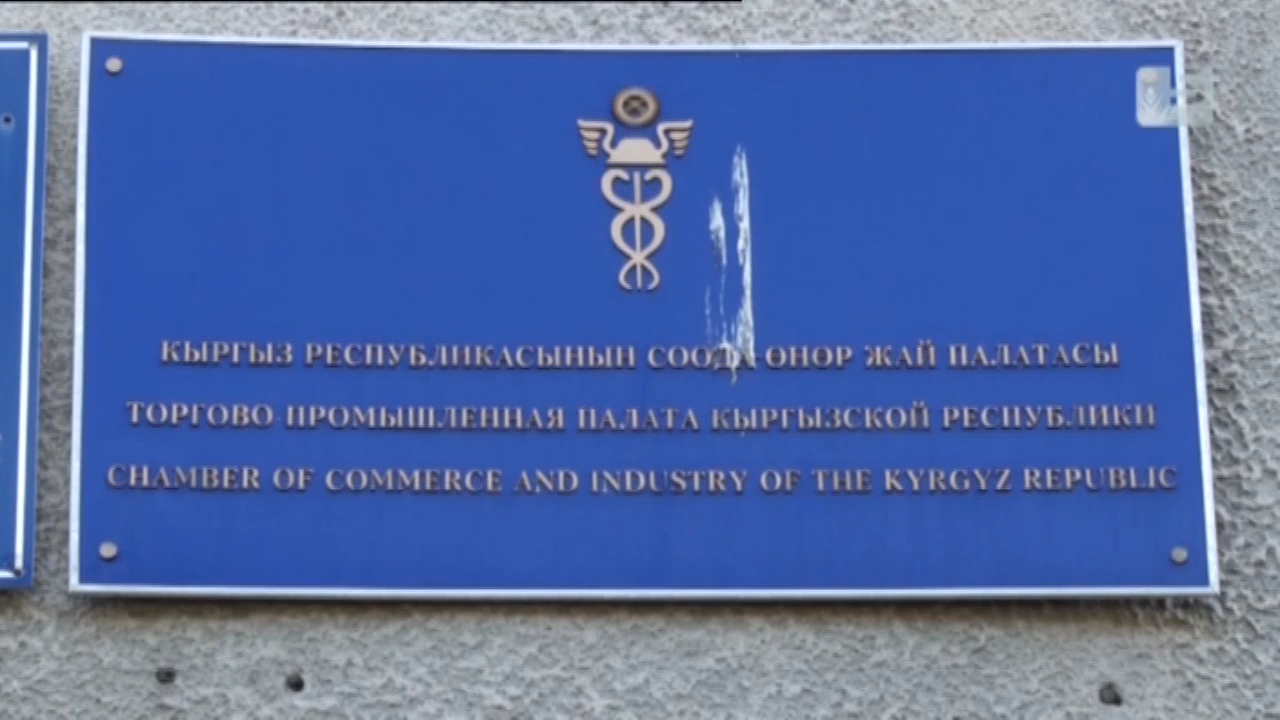 КЫРГЫЗ РЕСПУБЛИКАСЫНЫН СООДА-ӨНӨР ЖАЙ ПАЛАТАСЫ
ТОРГОВО-ПРОМЫШЛЕННАЯ ПАЛАТА КЫРГЫЗСКОЙ РЕСПУБЛИКИ
CHAMBER OF COMMERCE AND INDUSTRY OF THE KYRGYZ REPUBLIC